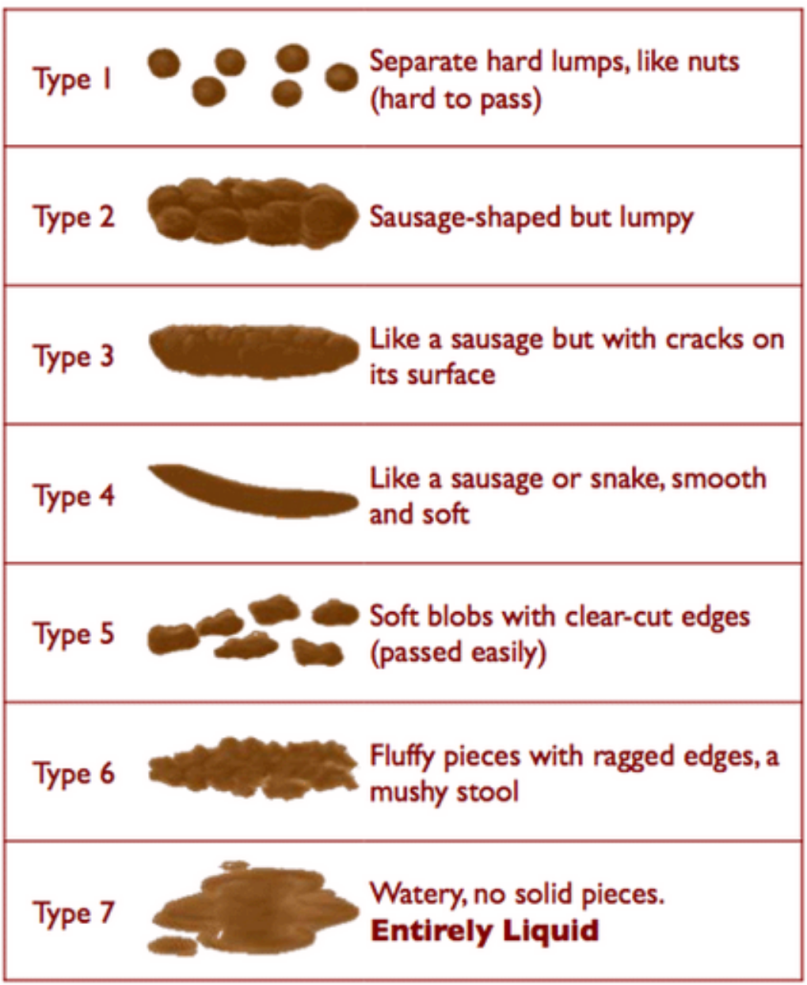 Type 1
Separate hard lumps, like nuts
(hard to pass)
Type 2
Sausage-shaped but lumpy
Type 3
Like a sausage but with cracks on
its surface
Type 4
Like a sausage or snake, smooth
and soft
Type 5
Soft blobs with clear-cut edges
(passed easily)
Type 6
Fluffy pieces with ragged edges, a
mushy stool
Type 7
Watery, no solid pieces.
Entirely Liquid